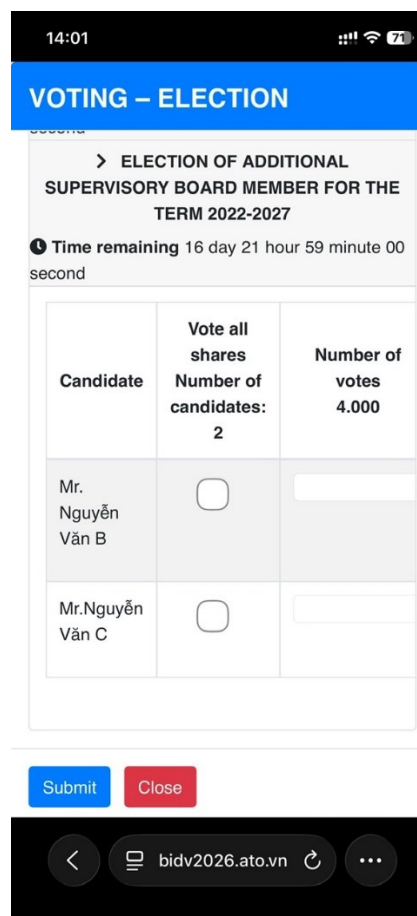 14:01
71
VOTING – ELECTION
second
> ELECTION OF ADDITIONAL
SUPERVISORY BOARD MEMBER FOR THE
TERM 2022-2027
Time remaining 16 day 21 hour 59 minute 00
second
Candidate
Vote all
shares
Number of
candidates:
2
Number of
votes
4.000
Mr.
Nguyễn
Văn B
Mr.Nguyễn
Văn C
Submit
Close
bidv2026.ato.vn